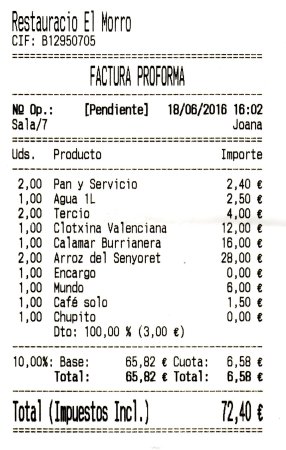 Restauracio El Morro
CIF: B12950705
FACTURA PROFORMA
Nº Op.: [Pendiente] 18/06/2016 16:02
Sala/7 Joana
Uds. Producto Importe
2,00 Pan y Servicio 2,40 €
1,00 Agua 1L 2,50 €
2,00 Tercio 4,00 €
1,00 Clotxina Valenciana 12,00 €
1,00 Calamar Burrianera 16,00 €
2,00 Arroz del Senyoret 28,00 €
1,00 Encargo 0,00 €
1,00 Mundo 6,00 €
1,00 Café solo 1,50 €
1,00 Chupito 0,00 €
Dto: 100,00 % (3,00 €)
10,00%: Base: 65,82 € Cuota: 6,58 €
Total: 65,82 € Total: 6,58 €
Total (Impuestos Incl.) 72,40 €